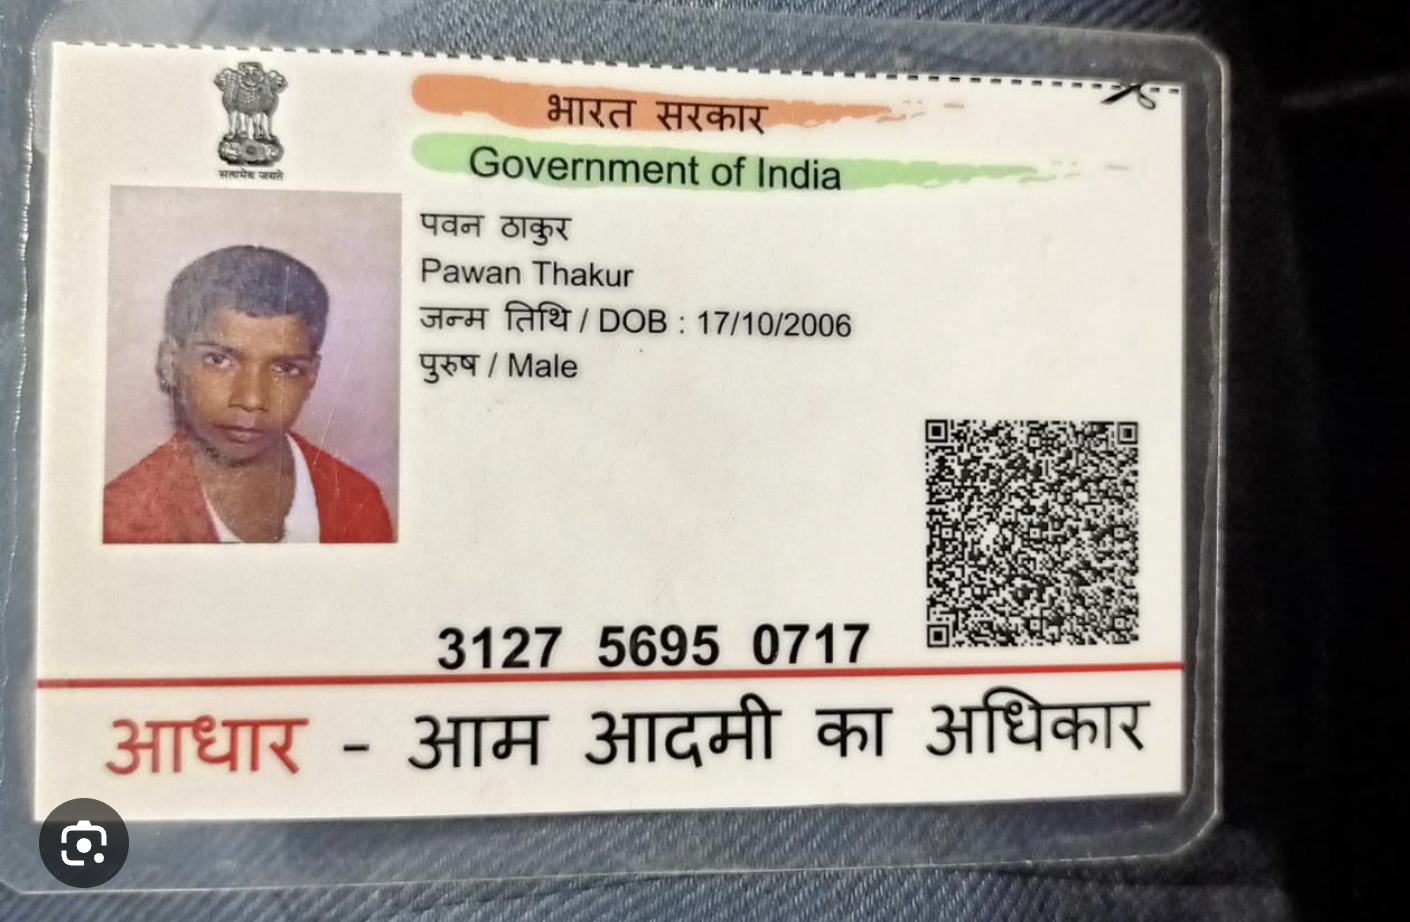 सत्यमेव जयते
भारत सरकार
Government of India
पवन ठाकुर
Pawan Thakur
जन्म तिथि / DOB : 17/10/2006
पुरुष / Male
3127 5695 0717
आधार - आम आदमी का अधिकार